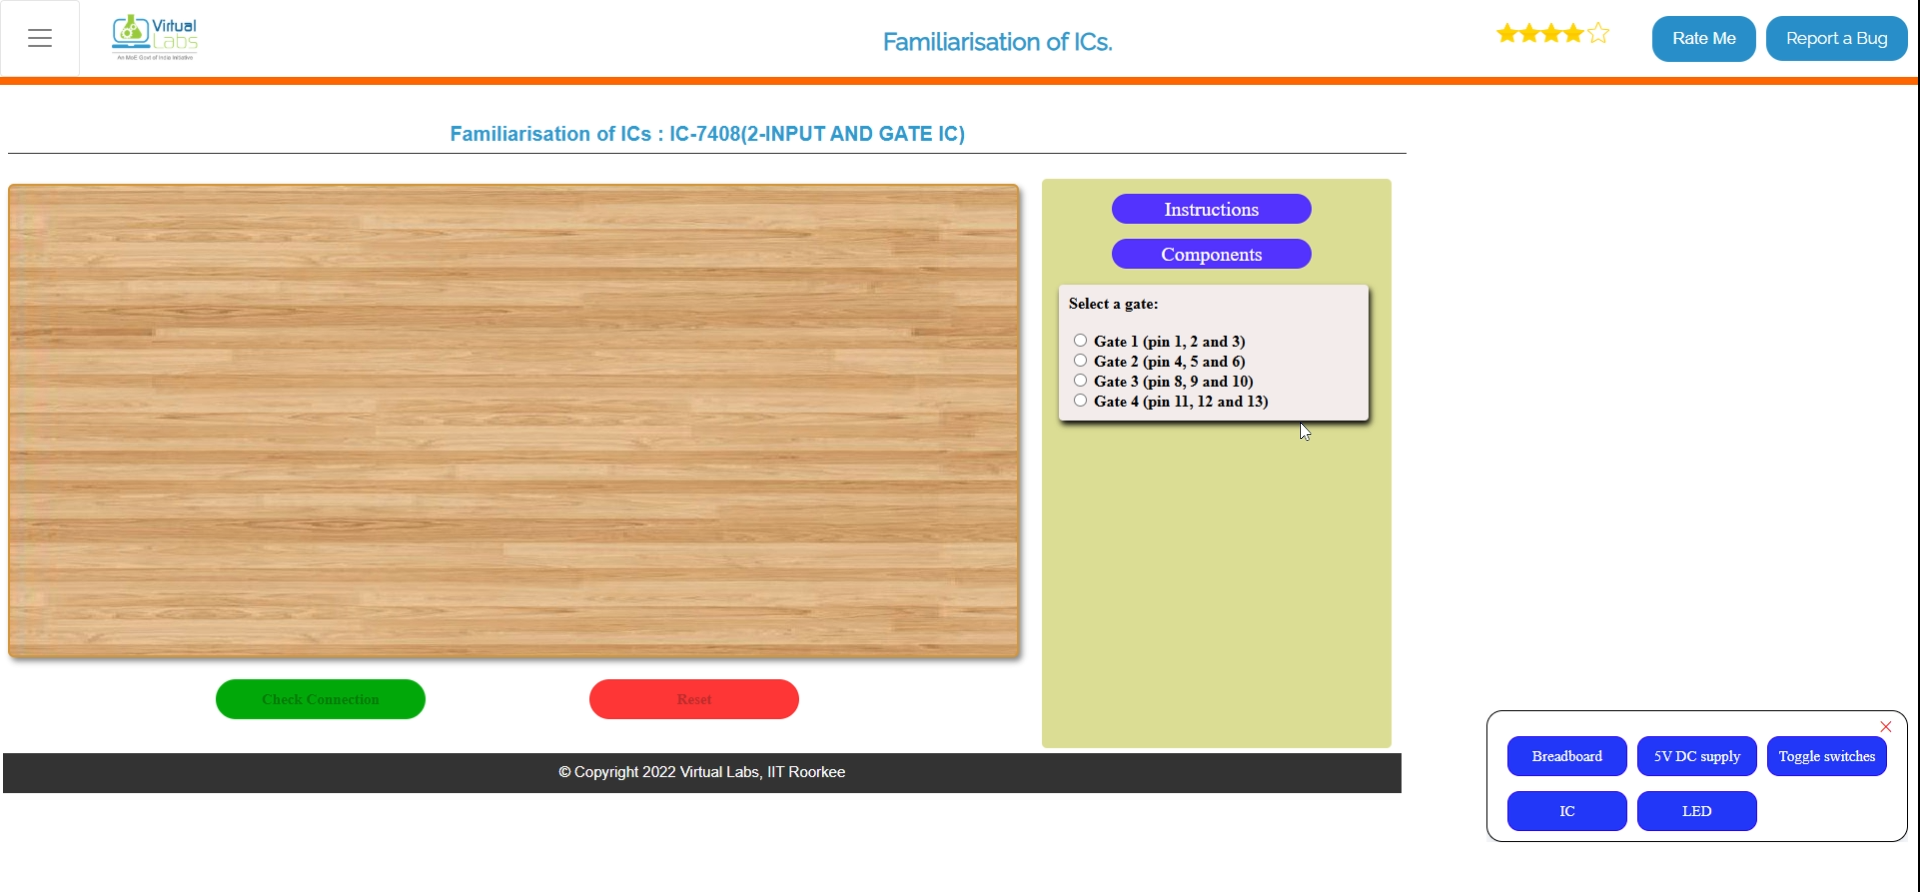 Virtual
Labs
An MoE Govt of India Initiative
Familiarisation of ICs.
Rate Me
Report a Bug
Familiarisation of ICs : IC-7408(2-INPUT AND GATE IC)
Instructions
Components
Select a gate:
Gate 1 (pin 1, 2 and 3)
Gate 2 (pin 4, 5 and 6)
Gate 3 (pin 8, 9 and 10)
Gate 4 (pin 11, 12 and 13)
Check Connection
Reset
Breadboard
5V DC supply
Toggle switches
IC
LED
© Copyright 2022 Virtual Labs, IIT Roorkee